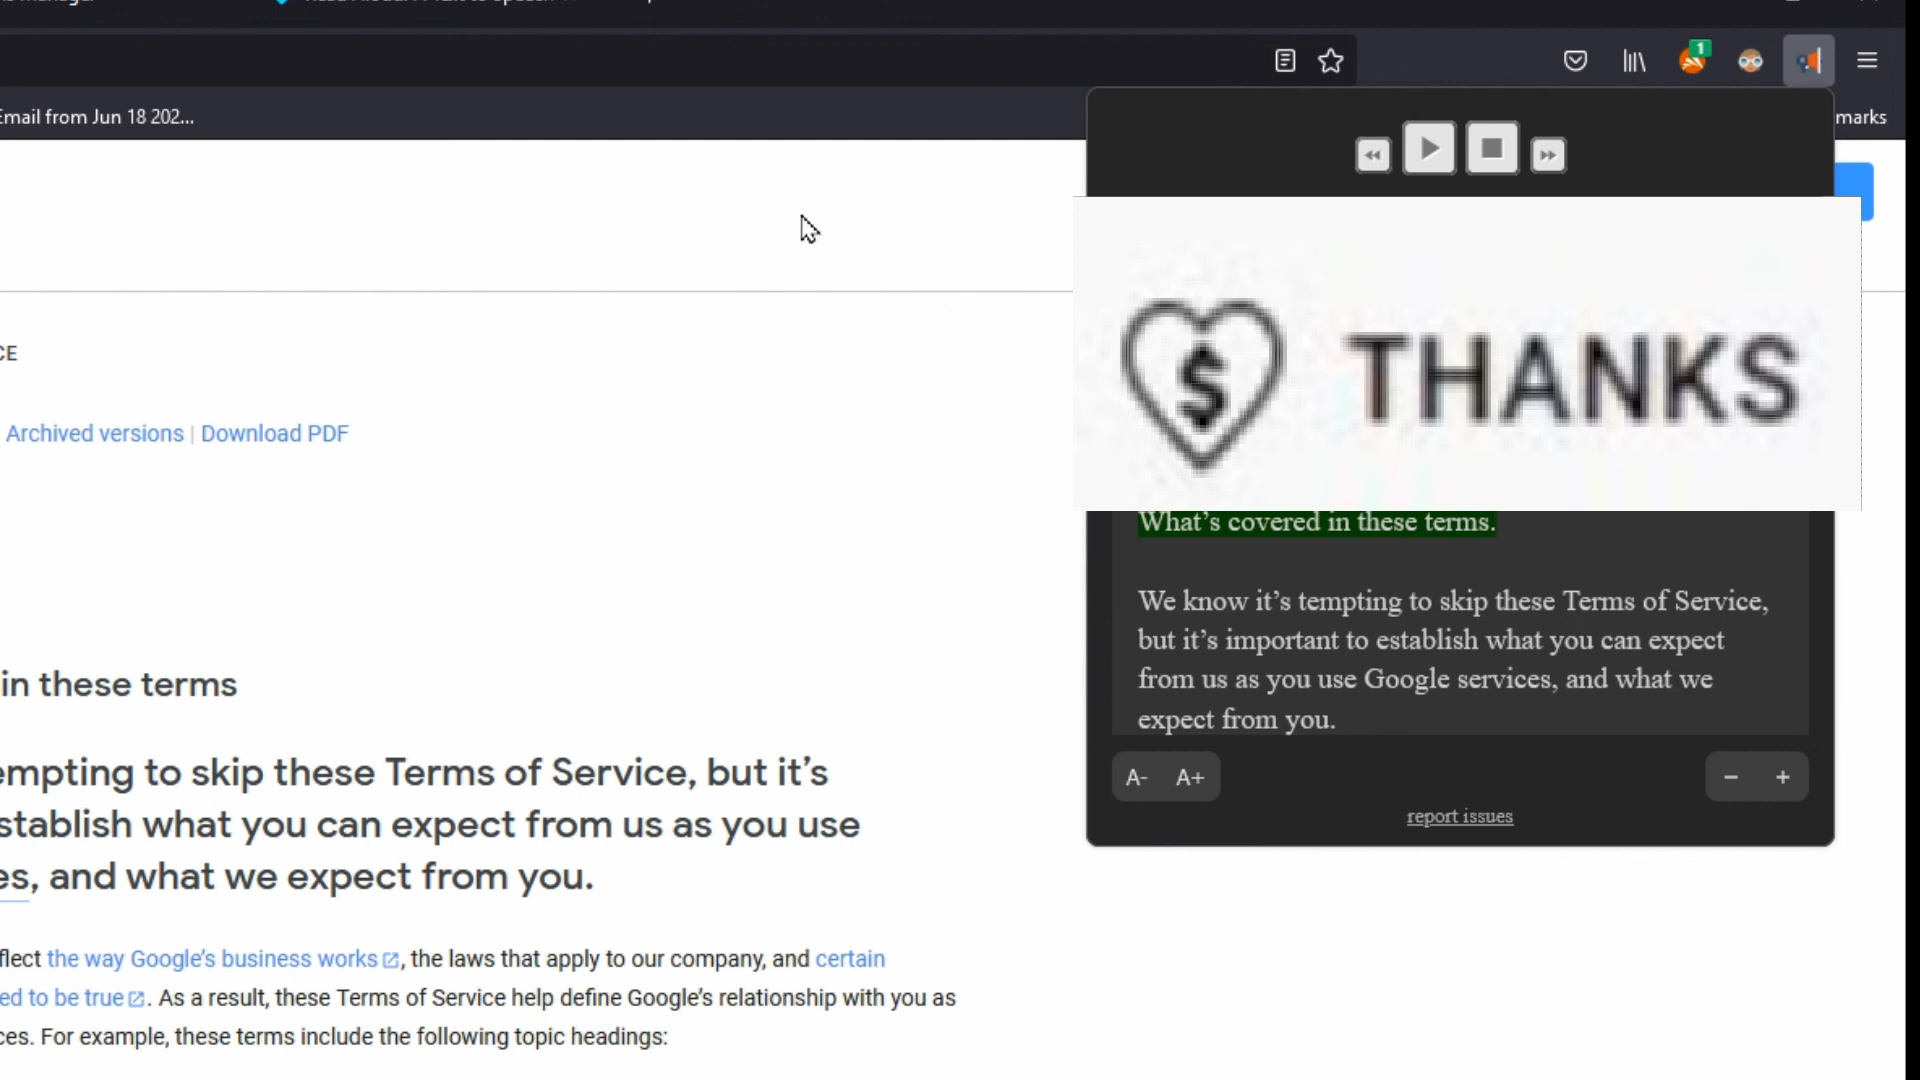 1
Email from Jun 18 202...
marks
$ THANKS
CE
Archived versions | Download PDF
What's covered in these terms.
We know it's tempting to skip these Terms of Service,
but it's important to establish what you can expect
from us as you use Google services, and what we
expect from you.
A- A+ − +
report issues
in these terms
empting to skip these Terms of Service, but it's
stablish what you can expect from us as you use
es, and what we expect from you.
flect the way Google's business works, the laws that apply to our company, and certain
ed to be true. As a result, these Terms of Service help define Google's relationship with you as
ces. For example, these terms include the following topic headings: